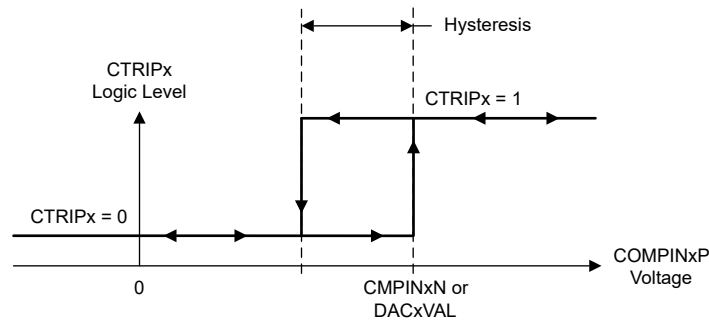 Hysteresis
CTRIPx
Logic Level
CTRIPx = 1
CTRIPx = 0
COMPINxP
Voltage
0
CMPINxN or
DACxVAL